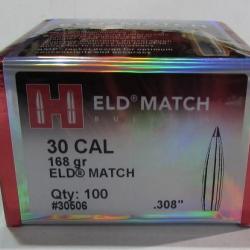 H
ELD® MATCH
BULLETS
30 CAL
168 gr
ELD® MATCH
Qty: 100
#30506
.308"